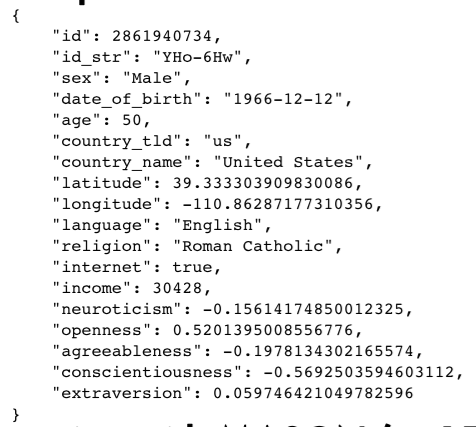 {
"id": 2861940734,
"id_str": "YHo-6Hw",
"sex": "Male",
"date_of_birth": "1966-12-12",
"age": 50,
"country_tld": "us",
"country_name": "United States",
"latitude": 39.333303909830086,
"longitude": -110.86287177310356,
"language": "English",
"religion": "Roman Catholic",
"internet": true,
"income": 30428,
"neuroticism": -0.15614174850012325,
"openness": 0.5201395008556776,
"agreeableness": -0.1978134302165574,
"conscientiousness": -0.5692503594603112,
"extraversion": 0.059746421049782596
}